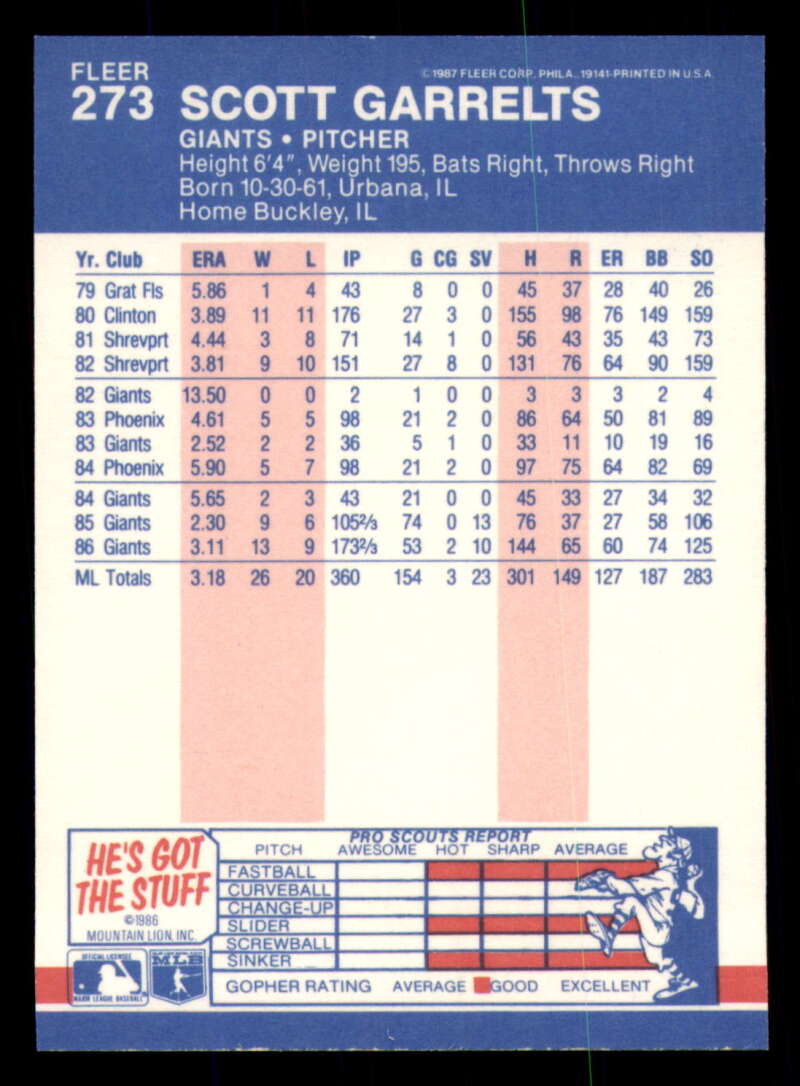 FLEER
273 SCOTT GARRELTS
©1987 FLEER CORP. PHILA., 19141-PRINTED IN U.S.A.
GIANTS • PITCHER
Height 6'4", Weight 195, Bats Right, Throws Right
Born 10-30-61, Urbana, IL
Home Buckley, IL
Yr. Club ERA W L IP G CG SV H R ER BB SO
79 Grat Fls 5.86 1 4 43 8 0 0 45 37 28 40 26
80 Clinton 3.89 11 11 176 27 3 0 155 98 76 149 159
81 Shrevprt 4.44 3 8 71 14 1 0 56 43 35 43 73
82 Shrevprt 3.81 9 10 151 27 8 0 131 76 64 90 159
82 Giants 13.50 0 0 2 1 0 0 3 3 3 2 4
83 Phoenix 4.61 5 5 98 21 2 0 86 64 50 81 89
83 Giants 2.52 2 2 36 5 1 0 33 11 10 19 16
84 Phoenix 5.90 5 7 98 21 2 0 97 75 64 82 69
84 Giants 5.65 2 3 43 21 0 0 45 33 27 34 32
85 Giants 2.30 9 6 105⅔ 74 0 13 76 37 27 58 106
86 Giants 3.11 13 9 173⅔ 53 2 10 144 65 60 74 125
ML Totals 3.18 26 20 360 154 3 23 301 149 127 187 283
HE'S GOT
THE STUFF
©1986
MOUNTAIN LION, INC.
PRO SCOUTS REPORT
PITCH AWESOME HOT SHARP AVERAGE
FASTBALL
CURVEBALL
CHANGE-UP
SLIDER
SCREWBALL
SINKER
GOPHER RATING AVERAGE GOOD EXCELLENT
OFFICIAL LICENSEE
MAJOR LEAGUE BASEBALL